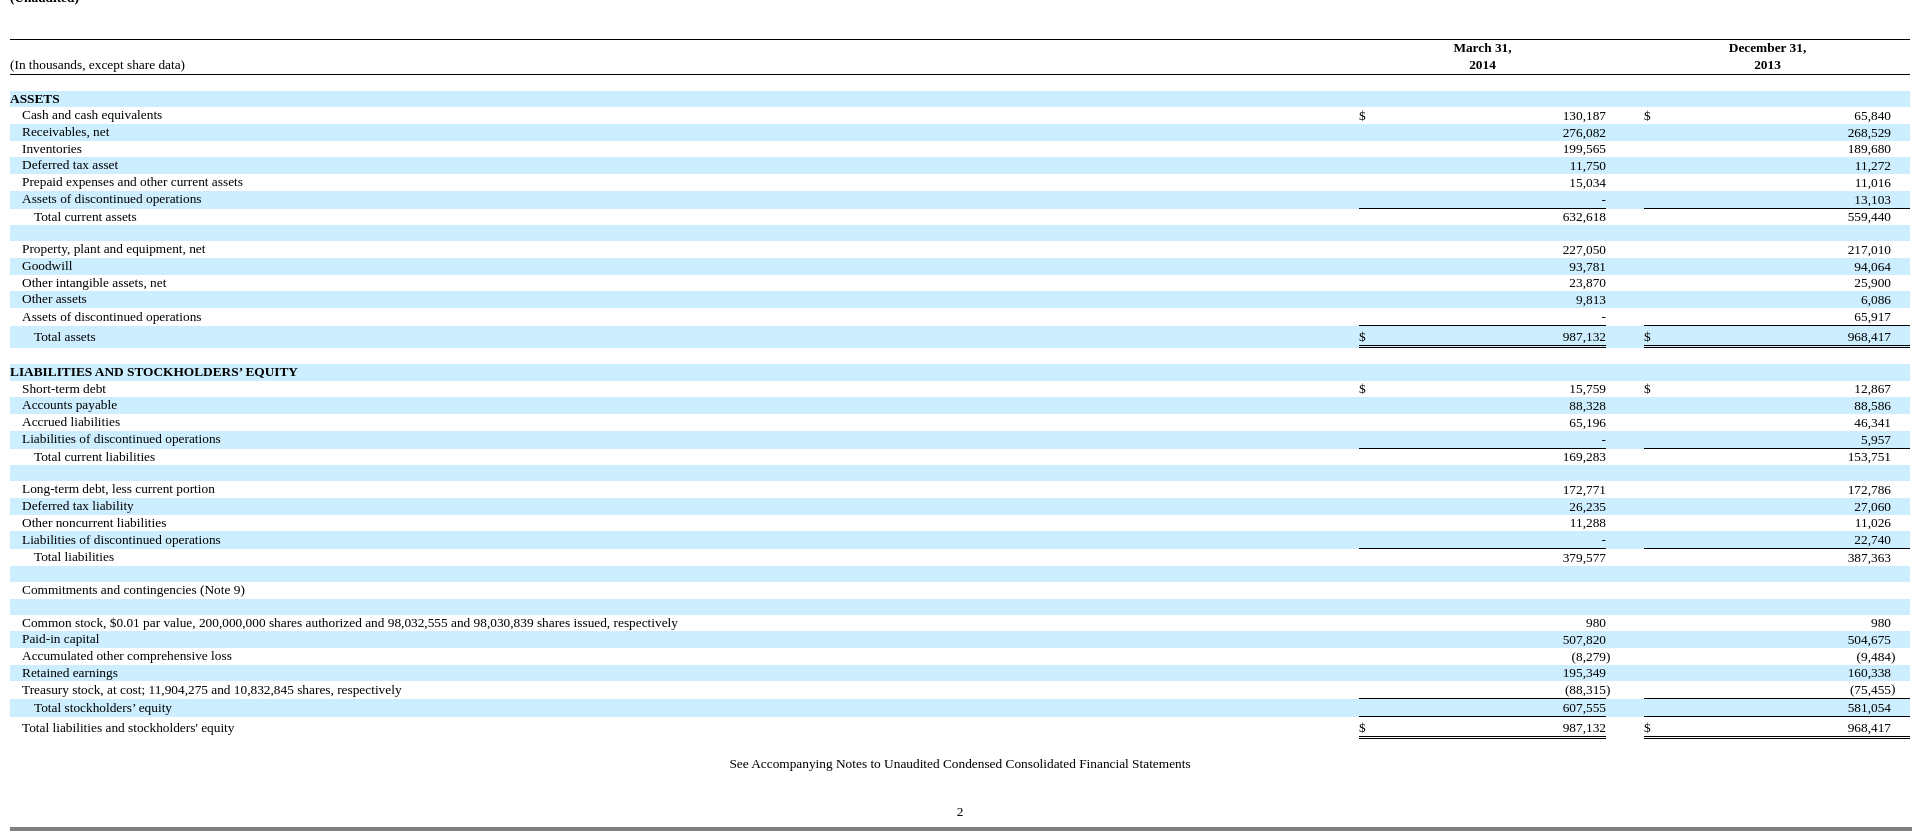 (Unaudited)
March 31, December 31,
(In thousands, except share data) 2014 2013
ASSETS
Cash and cash equivalents $ 130,187 $ 65,840
Receivables, net 276,082 268,529
Inventories 199,565 189,680
Deferred tax asset 11,750 11,272
Prepaid expenses and other current assets 15,034 11,016
Assets of discontinued operations - 13,103
Total current assets 632,618 559,440
Property, plant and equipment, net 227,050 217,010
Goodwill 93,781 94,064
Other intangible assets, net 23,870 25,900
Other assets 9,813 6,086
Assets of discontinued operations - 65,917
Total assets $ 987,132 $ 968,417
LIABILITIES AND STOCKHOLDERS’ EQUITY
Short-term debt $ 15,759 $ 12,867
Accounts payable 88,328 88,586
Accrued liabilities 65,196 46,341
Liabilities of discontinued operations - 5,957
Total current liabilities 169,283 153,751
Long-term debt, less current portion 172,771 172,786
Deferred tax liability 26,235 27,060
Other noncurrent liabilities 11,288 11,026
Liabilities of discontinued operations - 22,740
Total liabilities 379,577 387,363
Commitments and contingencies (Note 9)
Common stock, $0.01 par value, 200,000,000 shares authorized and 98,032,555 and 98,030,839 shares issued, respectively 980 980
Paid-in capital 507,820 504,675
Accumulated other comprehensive loss (8,279) (9,484)
Retained earnings 195,349 160,338
Treasury stock, at cost; 11,904,275 and 10,832,845 shares, respectively (88,315) (75,455)
Total stockholders’ equity 607,555 581,054
Total liabilities and stockholders' equity $ 987,132 $ 968,417
See Accompanying Notes to Unaudited Condensed Consolidated Financial Statements
2